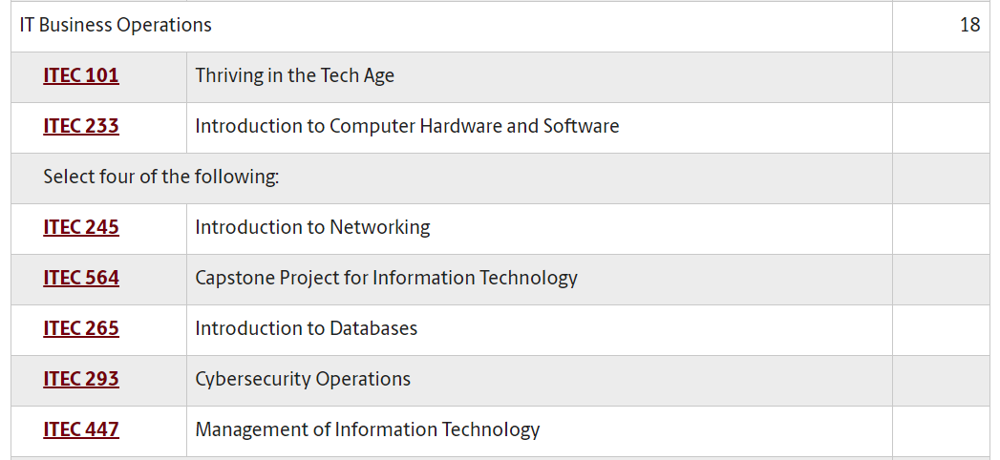 IT Business Operations 18
ITEC 101 Thriving in the Tech Age
ITEC 233 Introduction to Computer Hardware and Software
Select four of the following:
ITEC 245 Introduction to Networking
ITEC 564 Capstone Project for Information Technology
ITEC 265 Introduction to Databases
ITEC 293 Cybersecurity Operations
ITEC 447 Management of Information Technology